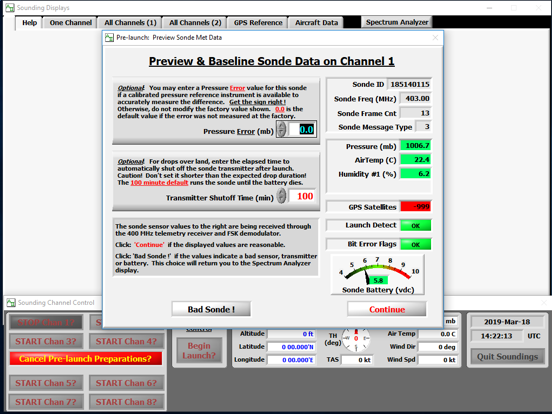 Sounding Displays
Help
One Channel
All Channels (1)
All Channels (2)
GPS Reference
Aircraft Data
Spectrum Analyzer
Pre-launch: Preview Sonde Met Data
Preview & Baseline Sonde Data on Channel 1
Optional: You may enter a Pressure Error value for this sonde
if a calibrated pressure reference instrument is available to
accurately measure the difference. Get the sign right !
Otherwise, do not modify the factory value shown. 0.0 is the
default value if the error was not measured at the factory.
Pressure Error (mb) 0.0
Optional: For drops over land, enter the elapsed time to
automatically shut off the sonde transmitter after launch.
Caution! Don't set it shorter than the expected drop duration!
The 100 minute default runs the sonde until the battery dies.
Transmitter Shutoff Time (min) 100
The sonde sensor values to the right are being received through
the 400 MHz telemetry receiver and FSK demodulator.
Click: 'Continue' if the displayed values are reasonable.
Click: 'Bad Sonde !' if the values indicate a bad sensor, transmitter
or battery. This choice will return you to the Spectrum Analyzer
display.
Bad Sonde !
Sonde ID 185140115
Sonde Freq (MHz) 403.00
Sonde Frame Cnt 13
Sonde Message Type 3
Pressure (mb) 1006.7
AirTemp (C) 22.4
Humidity #1 (%) 6.2
GPS Satellites -999
Launch Detect OK
Bit Error Flags OK
4 5 6 7 8 9 10
5.8
Sonde Battery (vdc)
Continue
Sounding Channel Control
START Chan 1?
START Chan 3?
START Chan 4?
Cancel Pre-launch Preparations?
START Chan 5?
START Chan 6?
START Chan 7?
START Chan 8?
Begin
Launch?
Altitude 0 ft
Latitude 0 00.000'N
Longitude 0 00.000'E
TH
(deg)
TAS 0 kt
mb
Air Temp 0.0 C
Wind Dir 0 deg
Wind Spd 0 kt
2019-Mar-18
14:22:13 UTC
Quit Soundings